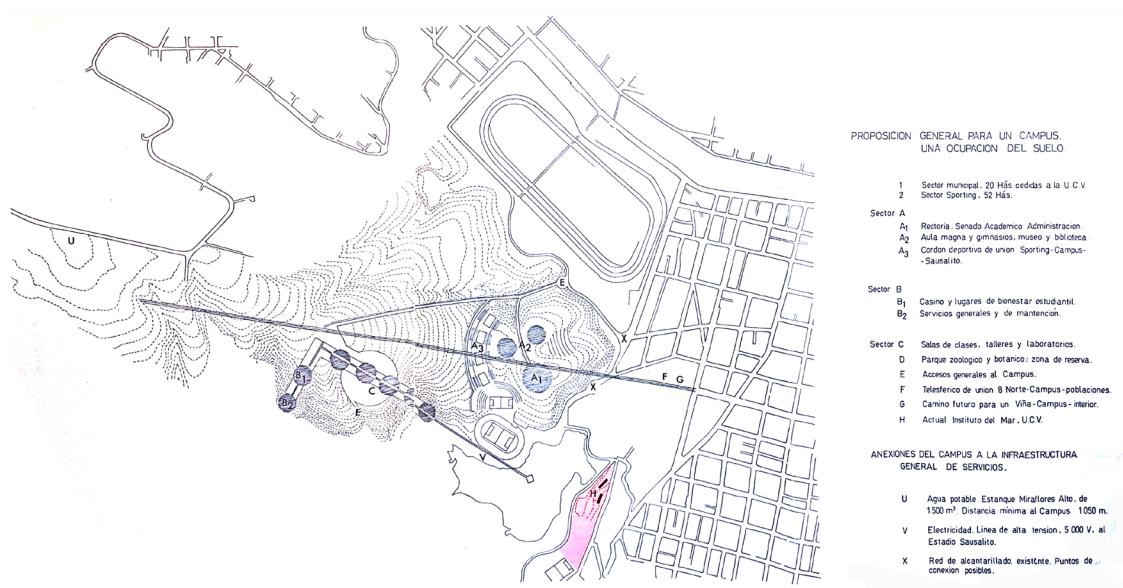 PROPOSICION GENERAL PARA UN CAMPUS.
UNA OCUPACION DEL SUELO
1 Sector municipal. 20 Hás cedidas a la U.C.V.
2 Sector Sporting. 52 Hás.
Sector A
A1 Rectoria. Senado Academico Administracion.
A2 Aula magna y gimnasios, museo y biblioteca
A3 Cordon deportivo de union Sporting-Campus-
-Sausalito.
Sector B
B1 Casino y lugares de bienestar estudiantil.
B2 Servicios generales y de mantención.
Sector C Salas de clases, talleres y laboratorios.
D Parque zoologico y botanico: zona de reserva.
E Accesos generales al Campus.
F Telesferico de union 8 Norte-Campus-poblaciones.
G Camino futuro para un Viña-Campus-interior.
H Actual Instituto del Mar, U.C.V.
ANEXIONES DEL CAMPUS A LA INFRAESTRUCTURA
GENERAL DE SERVICIOS.
U Agua potable. Estanque Miraflores Alto, de
1500 m³. Distancia mínima al Campus 1050 m.
V Electricidad. Linea de alta tension, 5 000 V, al
Estadio Sausalito.
X Red de alcantarillado, existente. Puntos de
conexion posibles.
U
E
A3
A2
X
A1
F G
X
B1
C
B2
E
V
H